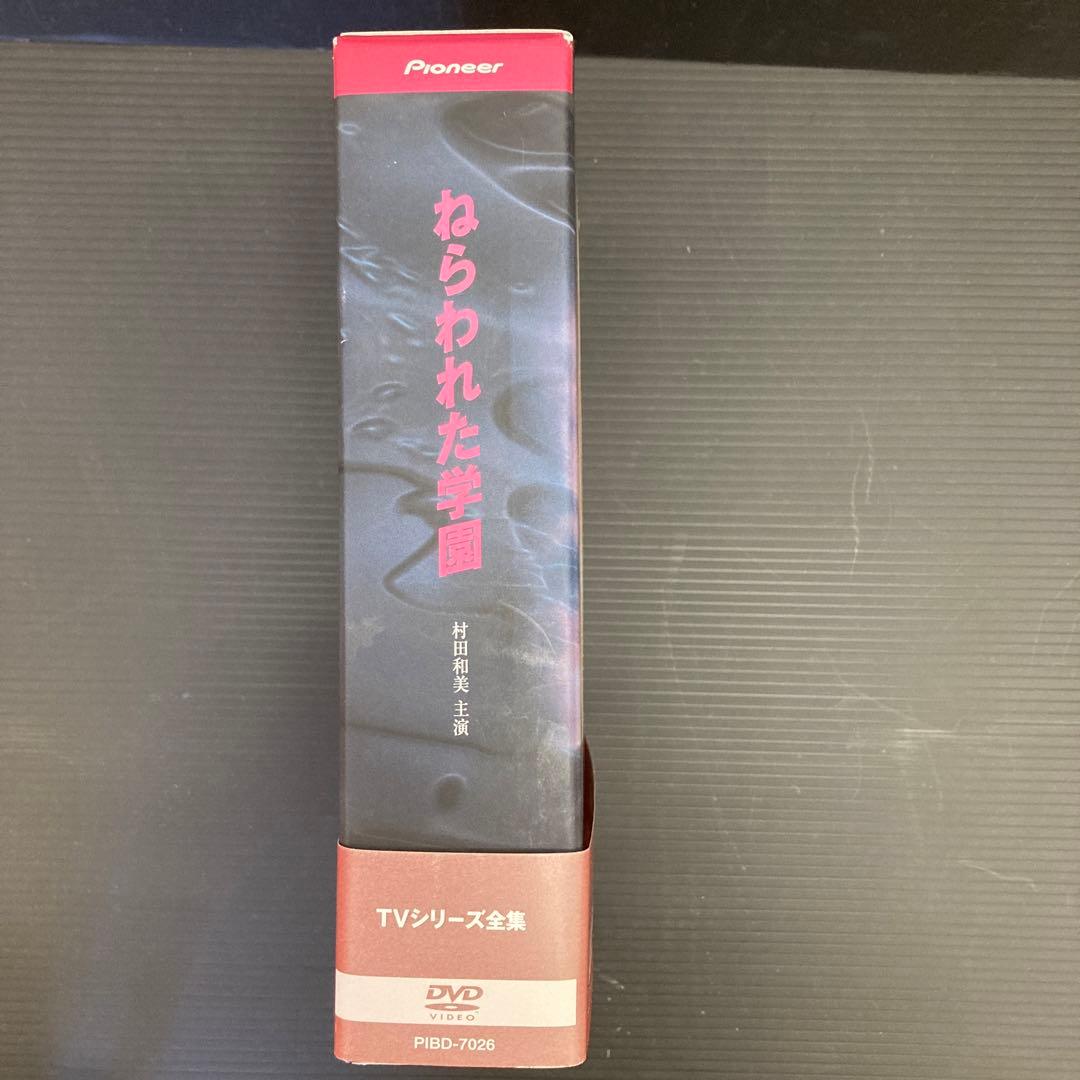 Pioneer
ねらわれた学園
村田和美 主演
TVシリーズ全集
DVD
VIDEO
PIBD-7026